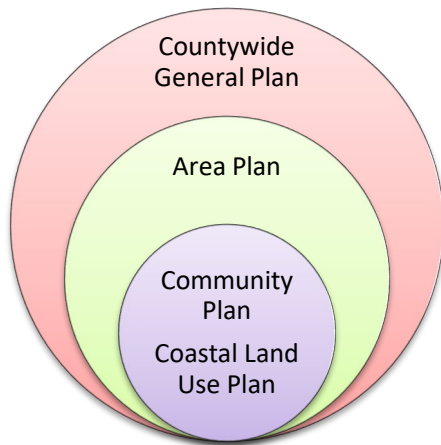 Countywide
General Plan
Area Plan
Community
Plan
Coastal Land
Use Plan